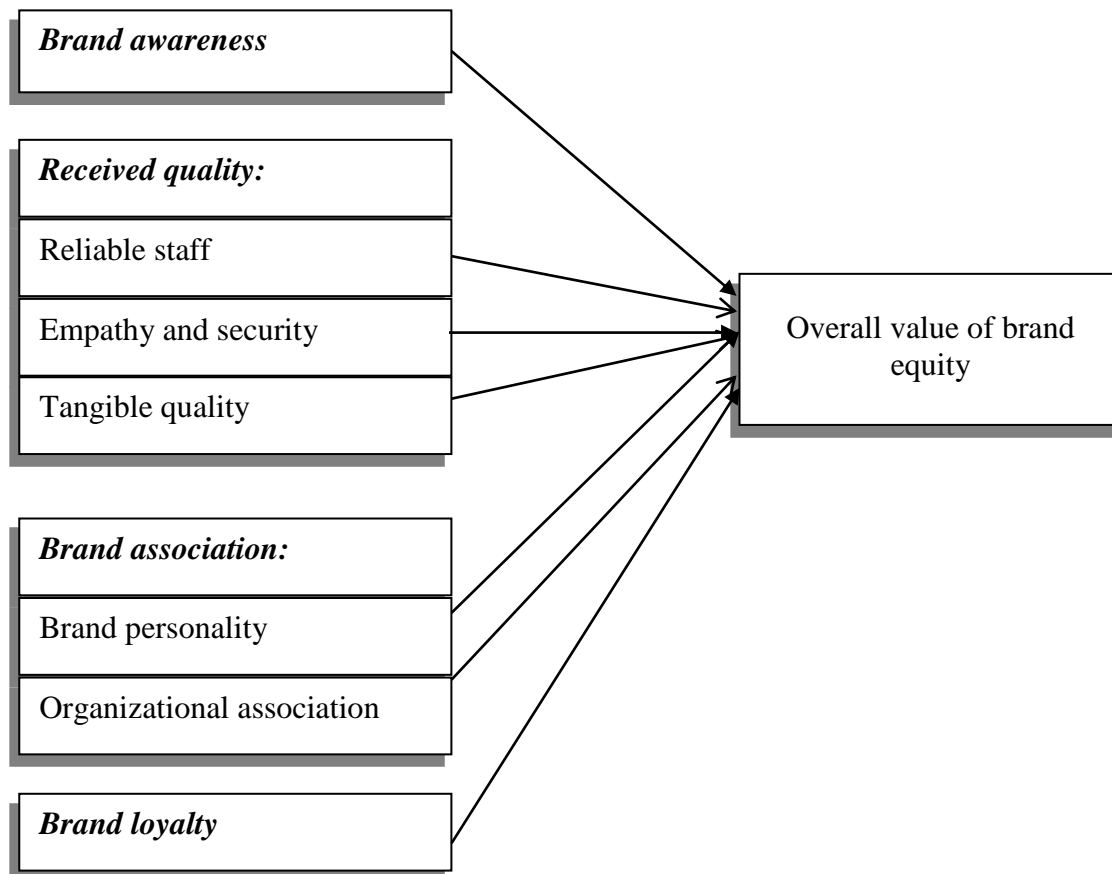 Brand awareness
Received quality:
Reliable staff
Empathy and security
Tangible quality
Brand association:
Brand personality
Organizational association
Brand loyalty
Overall value of brand
equity